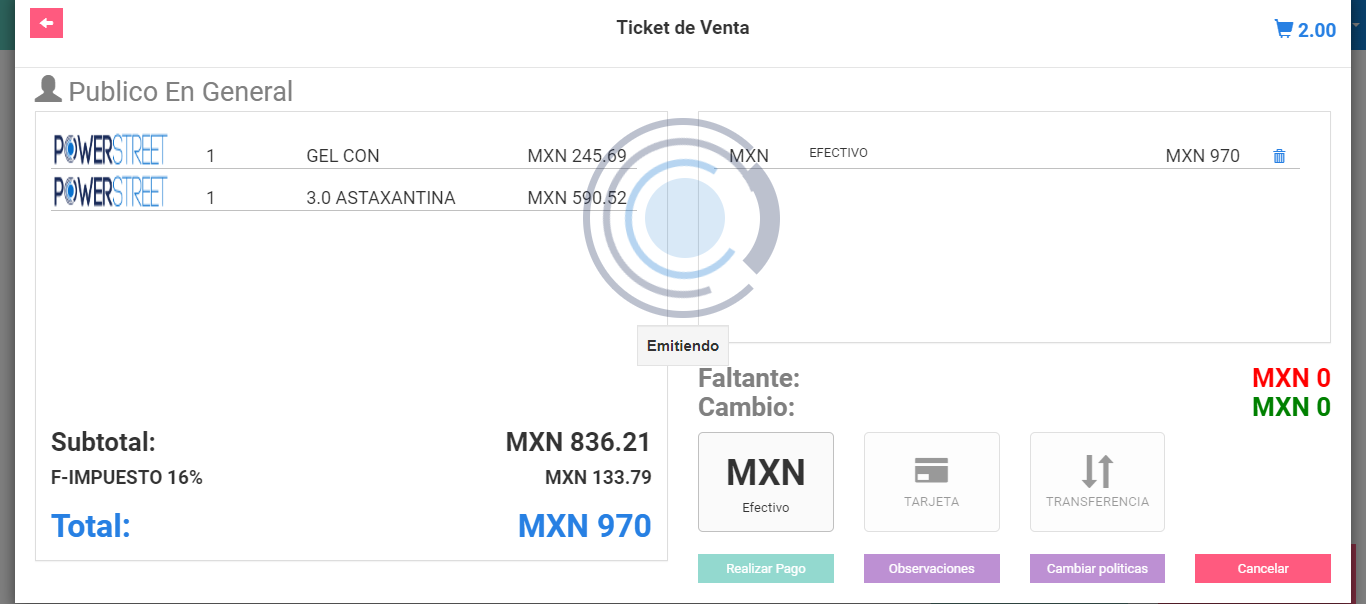 Ticket de Venta
2.00
Publico En General
POWERSTREET 1 GEL CON MXN 245.69
POWERSTREET 1 3.0 ASTAXANTINA MXN 590.52
MXN EFECTIVO MXN 970
Emitiendo
Subtotal: MXN 836.21
F-IMPUESTO 16% MXN 133.79
Total: MXN 970
Faltante: MXN 0
Cambio: MXN 0
MXN
Efectivo
TARJETA
TRANSFERENCIA
Realizar Pago
Observaciones
Cambiar politicas
Cancelar